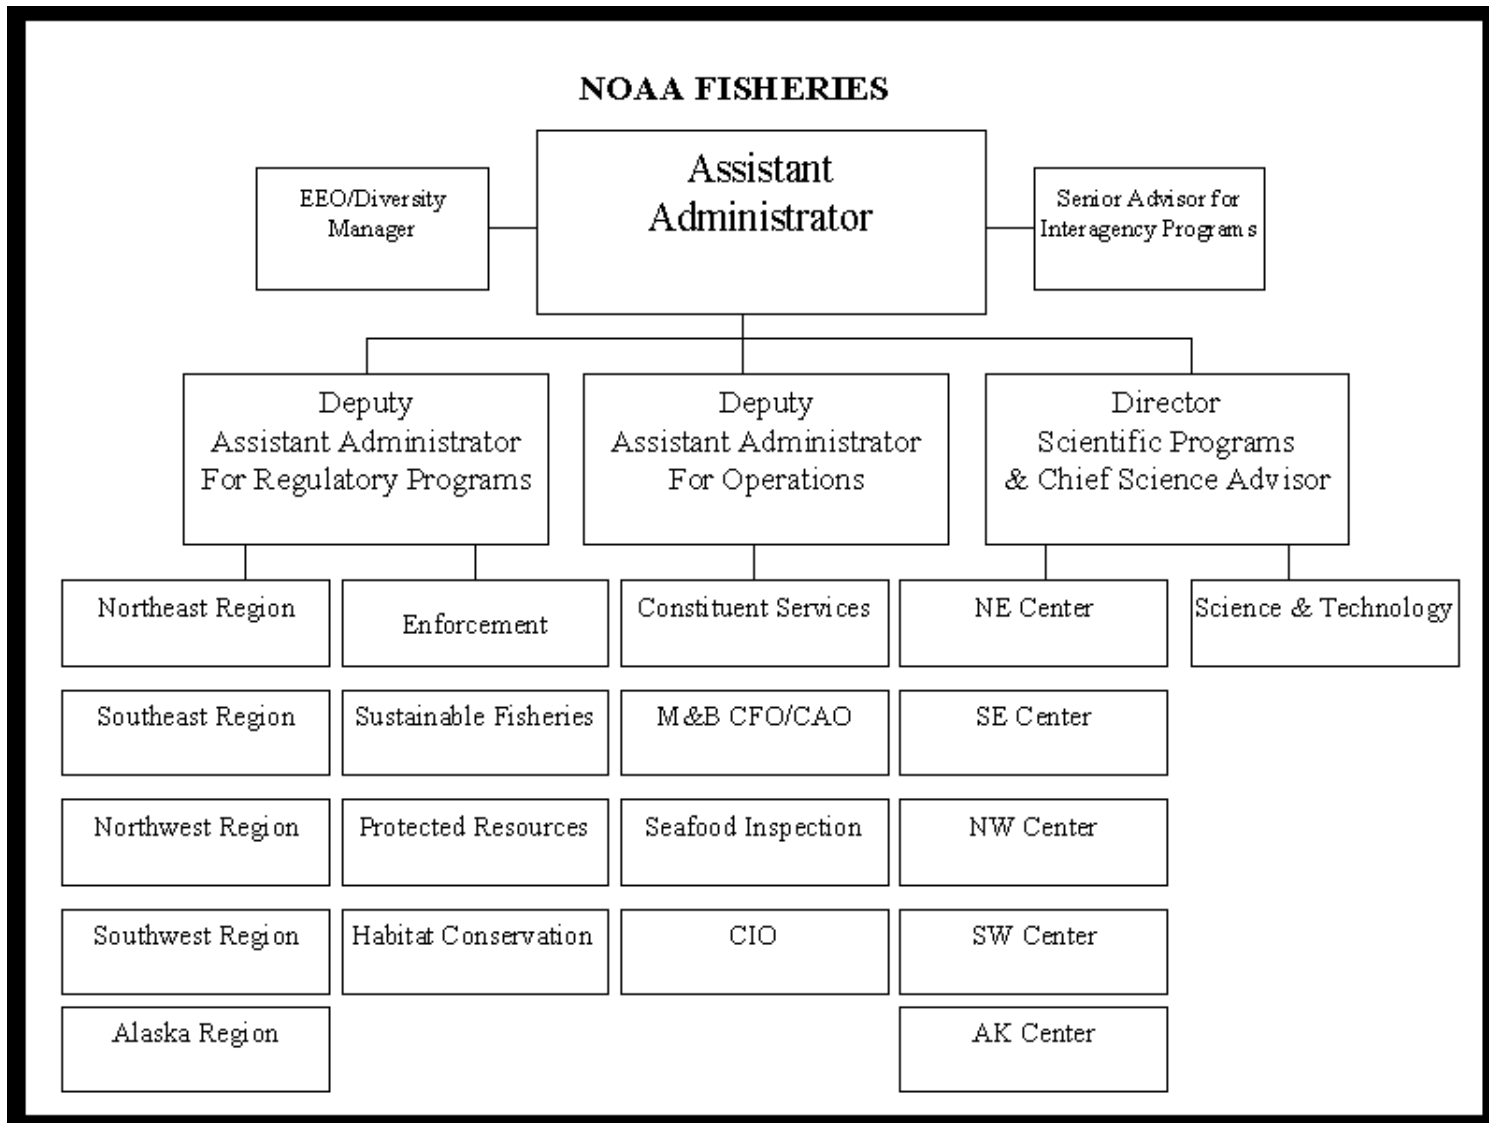 NOAA FISHERIES
Assistant
Administrator
EEO/Diversity
Manager
Senior Advisor for
Interagency Programs
Deputy
Assistant Administrator
For Regulatory Programs
Deputy
Assistant Administrator
For Operations
Director
Scientific Programs
& Chief Science Advisor
Northeast Region
Enforcement
Constituent Services
NE Center
Science & Technology
Southeast Region
Sustainable Fisheries
M&B CFO/CAO
SE Center
Northwest Region
Protected Resources
Seafood Inspection
NW Center
Southwest Region
Habitat Conservation
CIO
SW Center
Alaska Region
AK Center